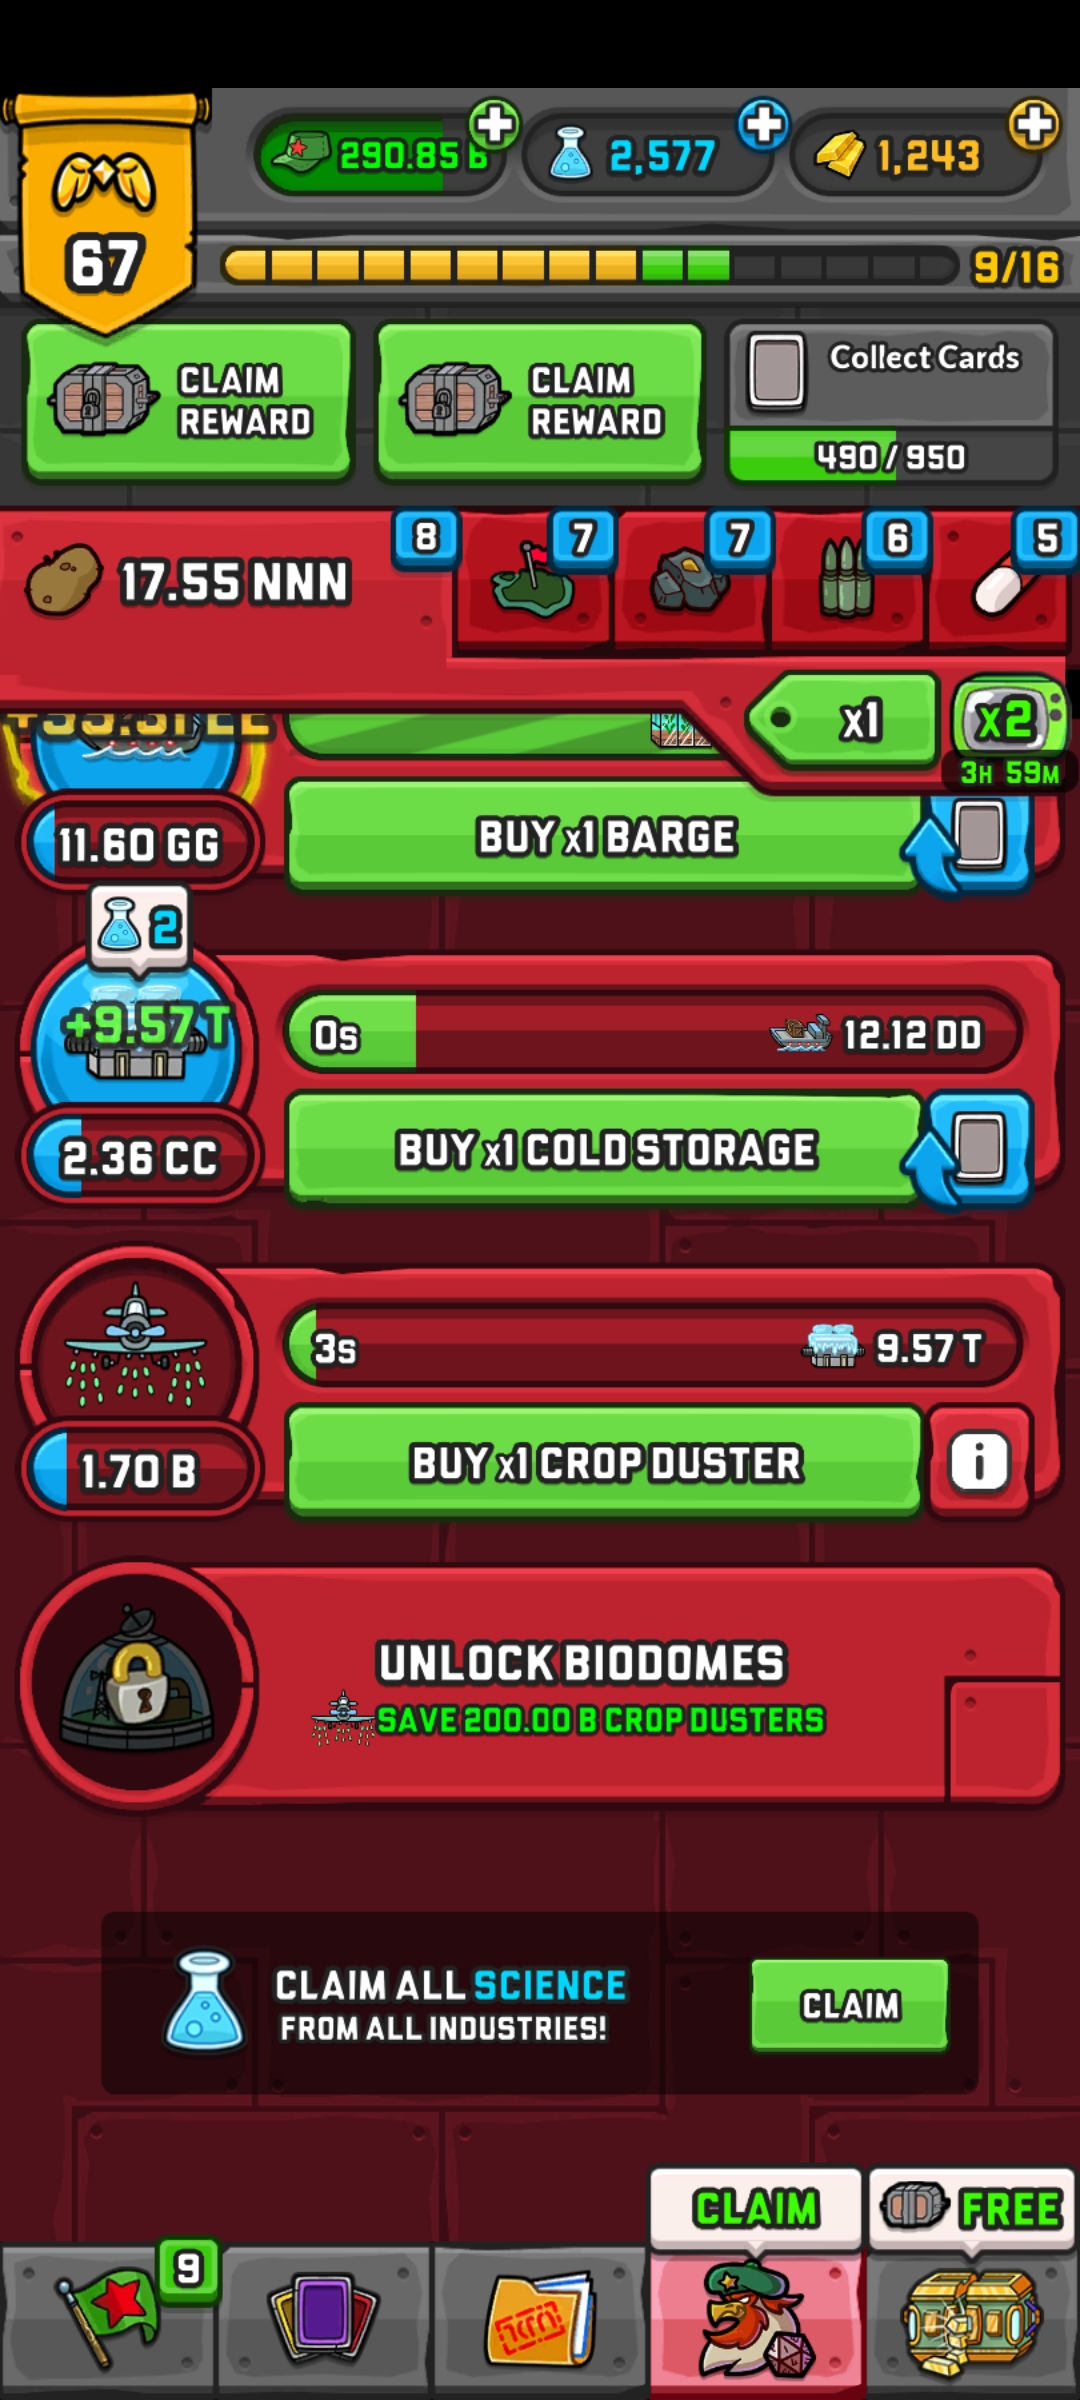 290.85 B
2,577
1,243
67
9/16
CLAIM
REWARD
CLAIM
REWARD
Collect Cards
490 / 950
17.55 NNN
8
7
7
6
5
x1
x2
3H 59M
11.60 GG
BUY x1 BARGE
2
+9.57 T
0s
12.12 DD
2.36 CC
BUY x1 COLD STORAGE
3s
9.57 T
1.70 B
BUY x1 CROP DUSTER
i
UNLOCK BIODOMES
SAVE 200.00 B CROP DUSTERS
CLAIM ALL SCIENCE
FROM ALL INDUSTRIES!
CLAIM
CLAIM
FREE
9